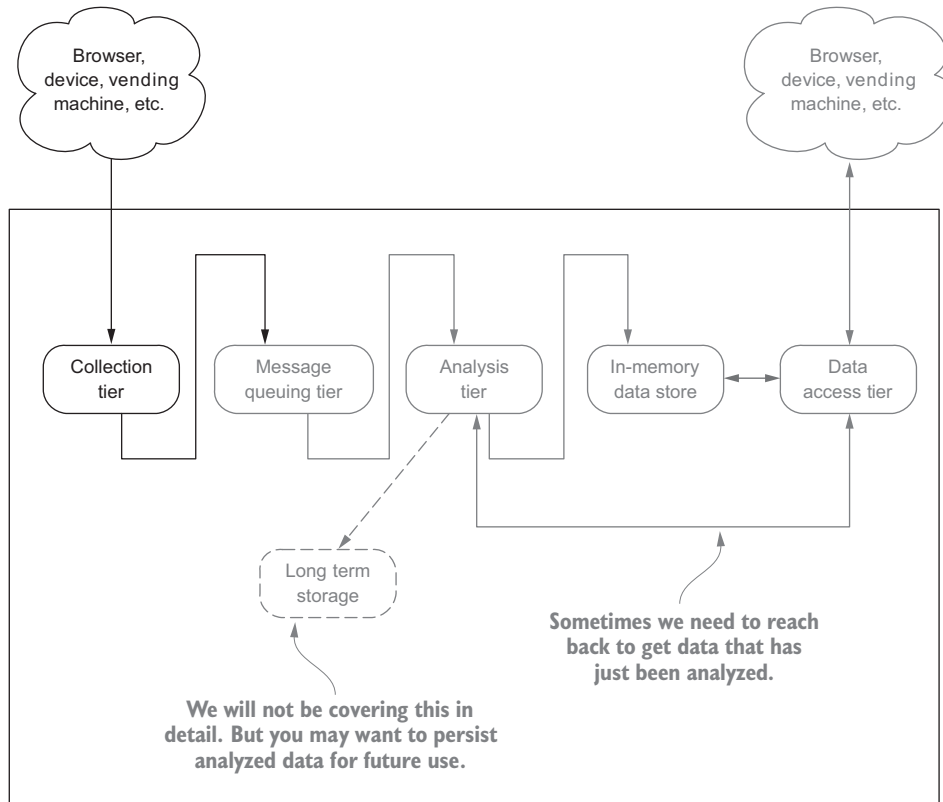 Browser,
device, vending
machine, etc.
Browser,
device, vending
machine, etc.
Collection
tier
Message
queuing tier
Analysis
tier
In-memory
data store
Data
access tier
Long term
storage
Sometimes we need to reach
back to get data that has
just been analyzed.
We will not be covering this in
detail. But you may want to persist
analyzed data for future use.